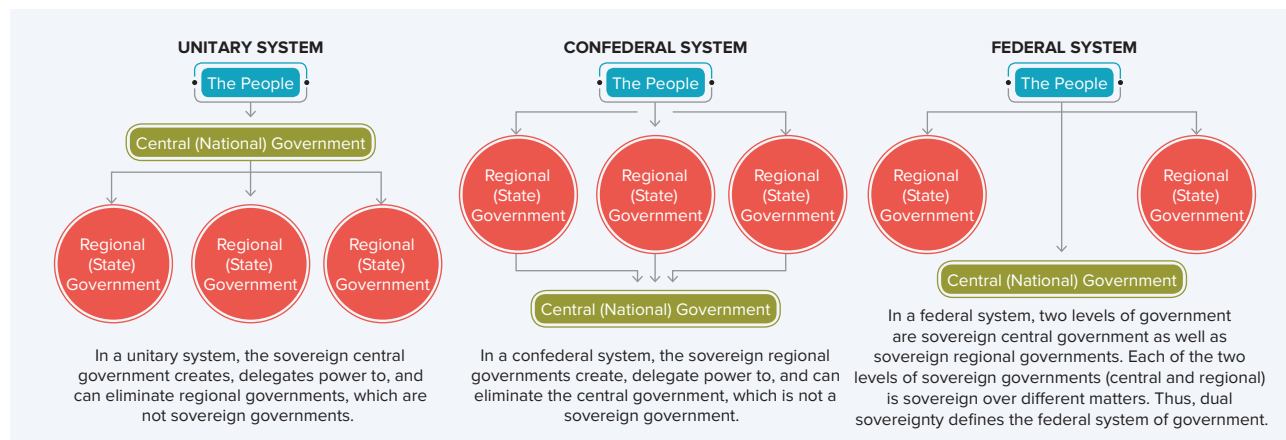 UNITARY SYSTEM
The People
Central (National) Government
Regional
(State)
Government
Regional
(State)
Government
Regional
(State)
Government
In a unitary system, the sovereign central
government creates, delegates power to, and
can eliminate regional governments, which are
not sovereign governments.
CONFEDERAL SYSTEM
The People
Regional
(State)
Government
Regional
(State)
Government
Regional
(State)
Government
Central (National) Government
In a confederal system, the sovereign regional
governments create, delegate power to, and can
eliminate the central government, which is not a
sovereign government.
FEDERAL SYSTEM
The People
Regional
(State)
Government
Regional
(State)
Government
Central (National) Government
In a federal system, two levels of government
are sovereign central government as well as
sovereign regional governments. Each of the two
levels of sovereign governments (central and regional)
is sovereign over different matters. Thus, dual
sovereignty defines the federal system of government.